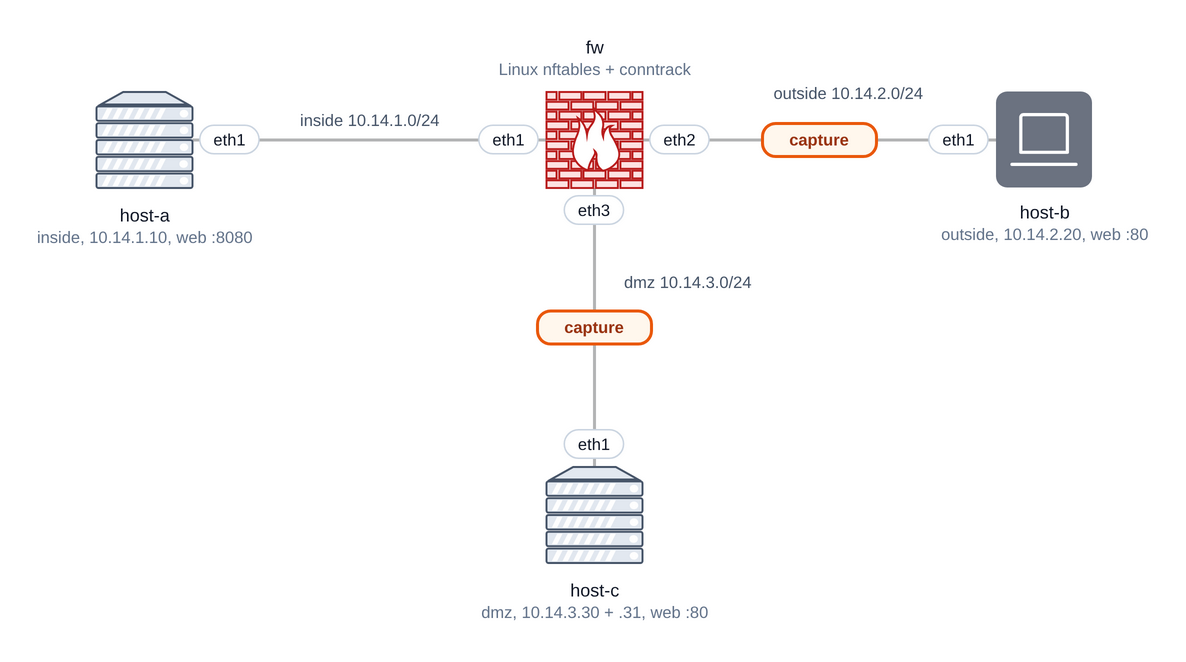 fw
Linux nftables + conntrack
outside 10.14.2.0/24
inside 10.14.1.0/24
eth1
eth1
eth2
capture
eth1
host-a
inside, 10.14.1.10, web :8080
eth3
host-b
outside, 10.14.2.20, web :80
dmz 10.14.3.0/24
capture
eth1
host-c
dmz, 10.14.3.30 + .31, web :80